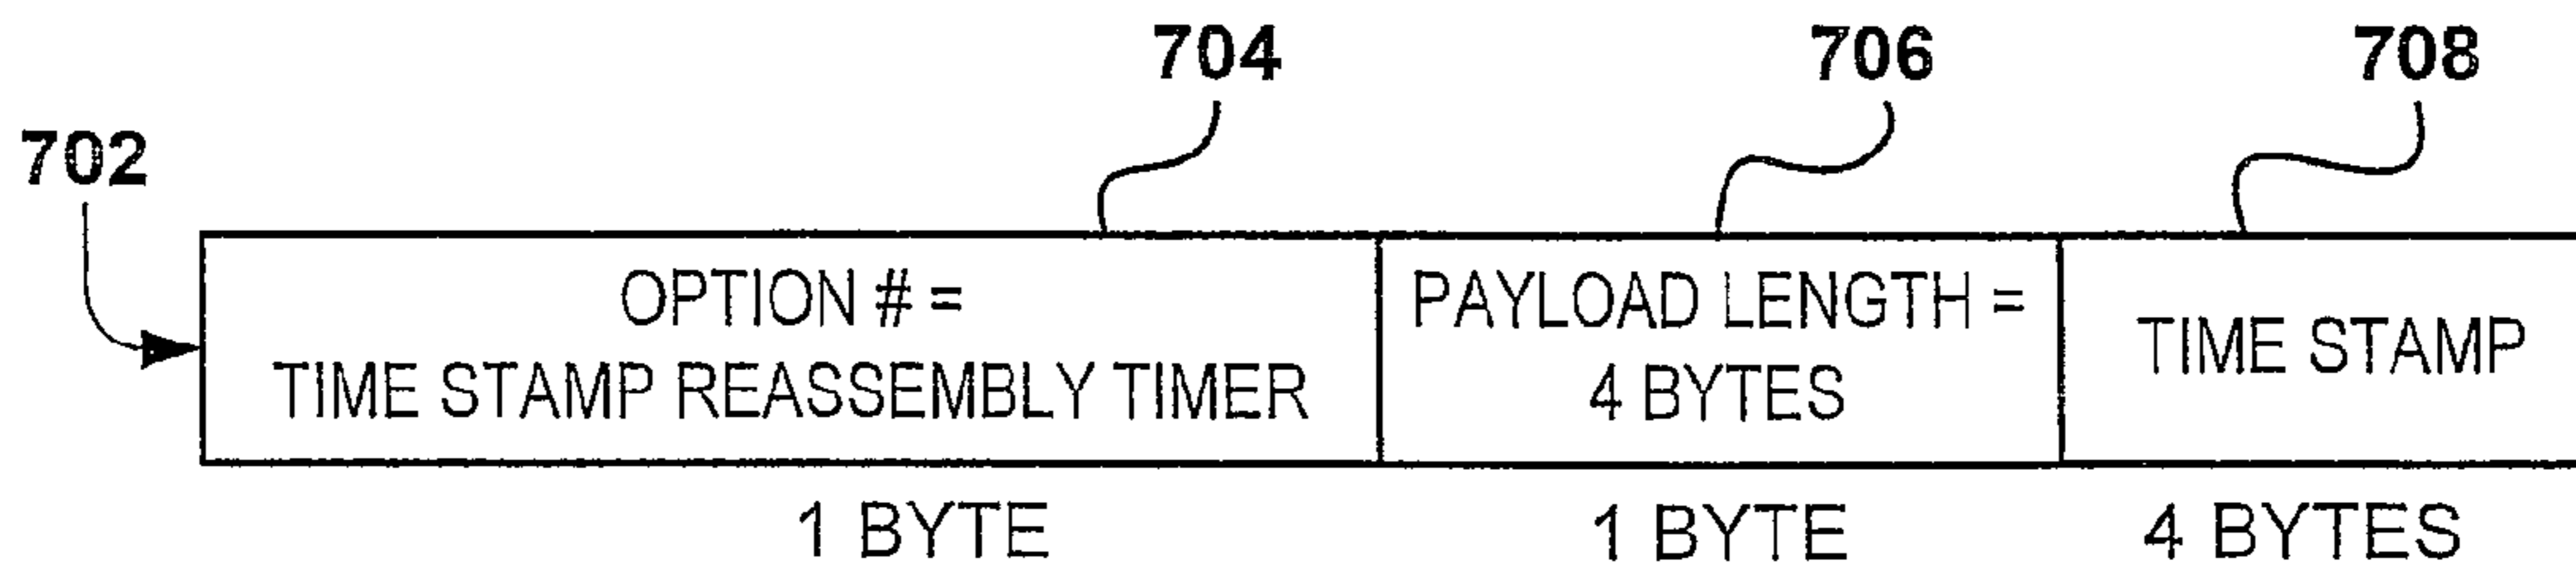 704
706
708
702
OPTION # =
TIME STAMP REASSEMBLY TIMER
PAYLOAD LENGTH =
4 BYTES
TIME STAMP
1 BYTE
1 BYTE
4 BYTES